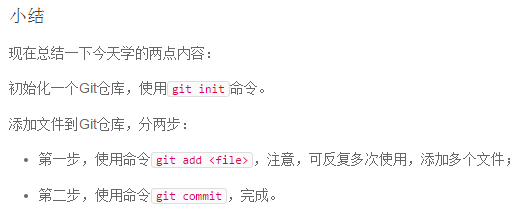 小结
现在总结一下今天学的两点内容：
初始化一个Git仓库，使用git init命令。
添加文件到Git仓库，分两步：
第一步，使用命令git add <file>，注意，可反复多次使用，添加多个文件；
第二步，使用命令git commit，完成。